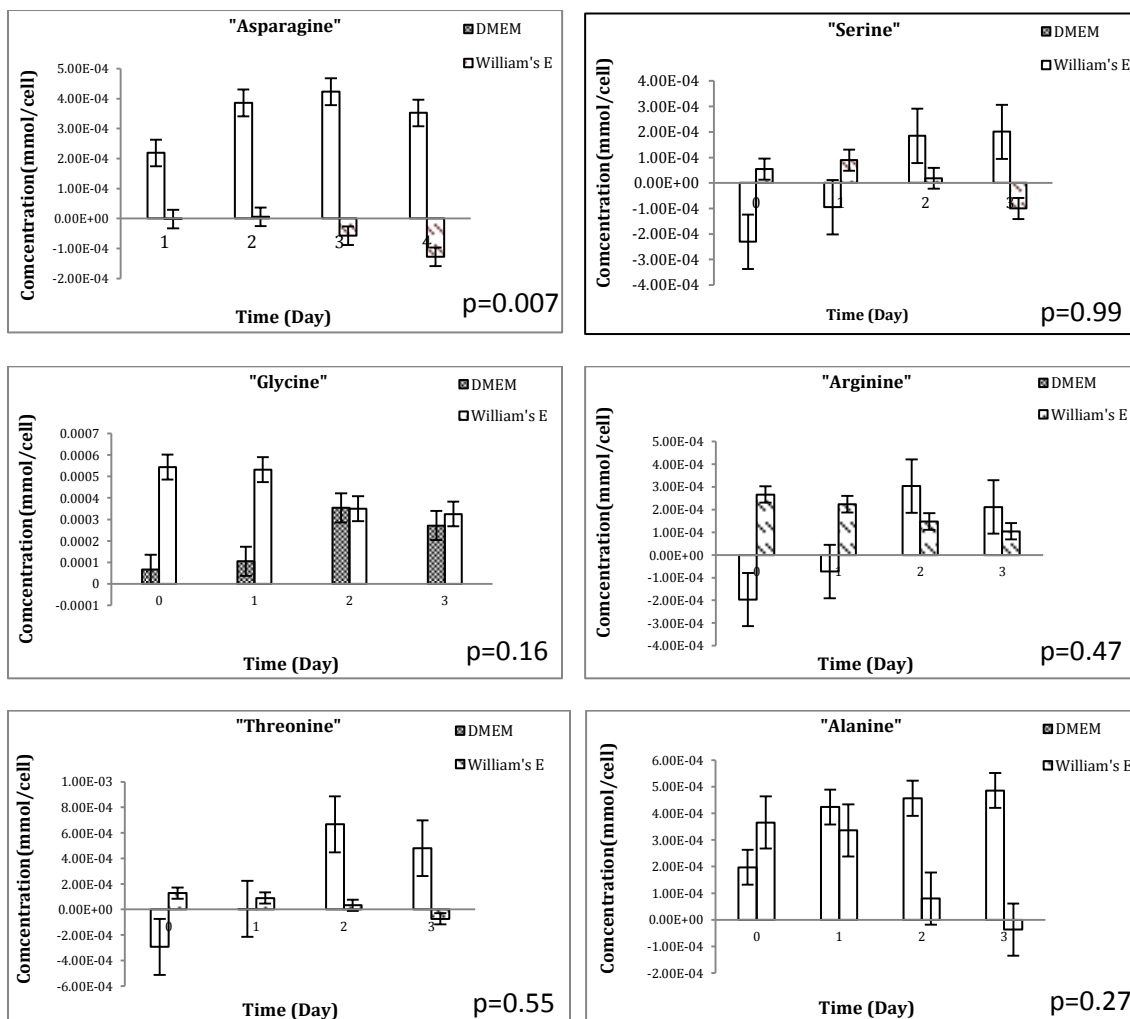 "Asparagine"
DMEM
William's E
Comcentration(mmol/cell)
5.00E-04
4.00E-04
3.00E-04
2.00E-04
1.00E-04
0.00E+00
-1.00E-04
-2.00E-04
1 2 3 4
Time (Day)
p=0.007
"Serine"
DMEM
William's E
Comcentration(mmol/cell)
4.00E-04
3.00E-04
2.00E-04
1.00E-04
0.00E+00
-1.00E-04
-2.00E-04
-3.00E-04
-4.00E-04
0 1 2 3
Time (Day)
p=0.99
"Glycine"
DMEM
William's E
Comcentration(mmol/cell)
0.0007
0.0006
0.0005
0.0004
0.0003
0.0002
0.0001
0
-0.0001
0 1 2 3
Time (Day)
p=0.16
"Arginine"
DMEM
William's E
Comcentration(mmol/cell)
5.00E-04
4.00E-04
3.00E-04
2.00E-04
1.00E-04
0.00E+00
-1.00E-04
-2.00E-04
-3.00E-04
-4.00E-04
0 1 2 3
Time (Day)
p=0.47
"Threonine"
DMEM
William's E
Comcentration(mmol/cell)
1.00E-03
8.00E-04
6.00E-04
4.00E-04
2.00E-04
0.00E+00
-2.00E-04
-4.00E-04
-6.00E-04
0 1 2 3
Time (Day)
p=0.55
"Alanine"
DMEM
William's E
Comcentration(mmol/cell)
6.00E-04
5.00E-04
4.00E-04
3.00E-04
2.00E-04
1.00E-04
0.00E+00
-1.00E-04
-2.00E-04
0 1 2 3
Time (Day)
p=0.27